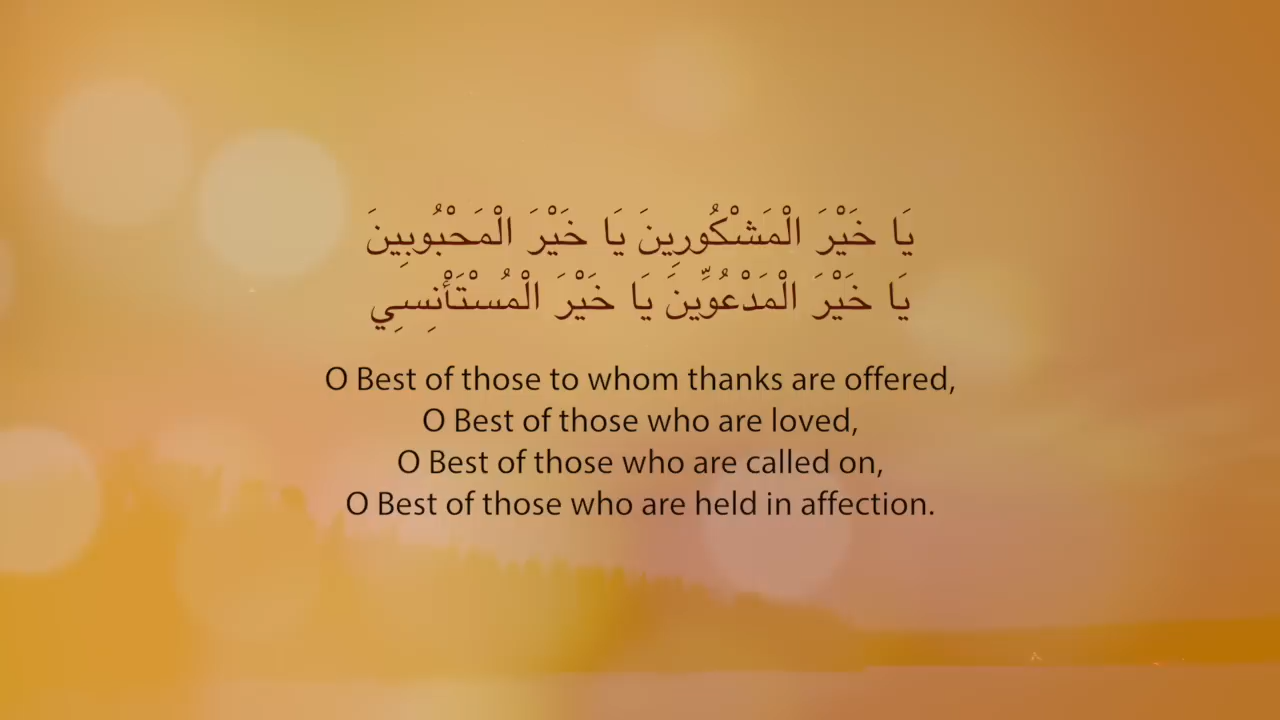 يَا خَيْرَ الْمَشْكُورِينَ يَا خَيْرَ الْمَحْبُوبِينَ
يَا خَيْرَ الْمَدْعُوِّينَ يَا خَيْرَ الْمُسْتَأْنِسِي
O Best of those to whom thanks are offered,
O Best of those who are loved,
O Best of those who are called on,
O Best of those who are held in affection.